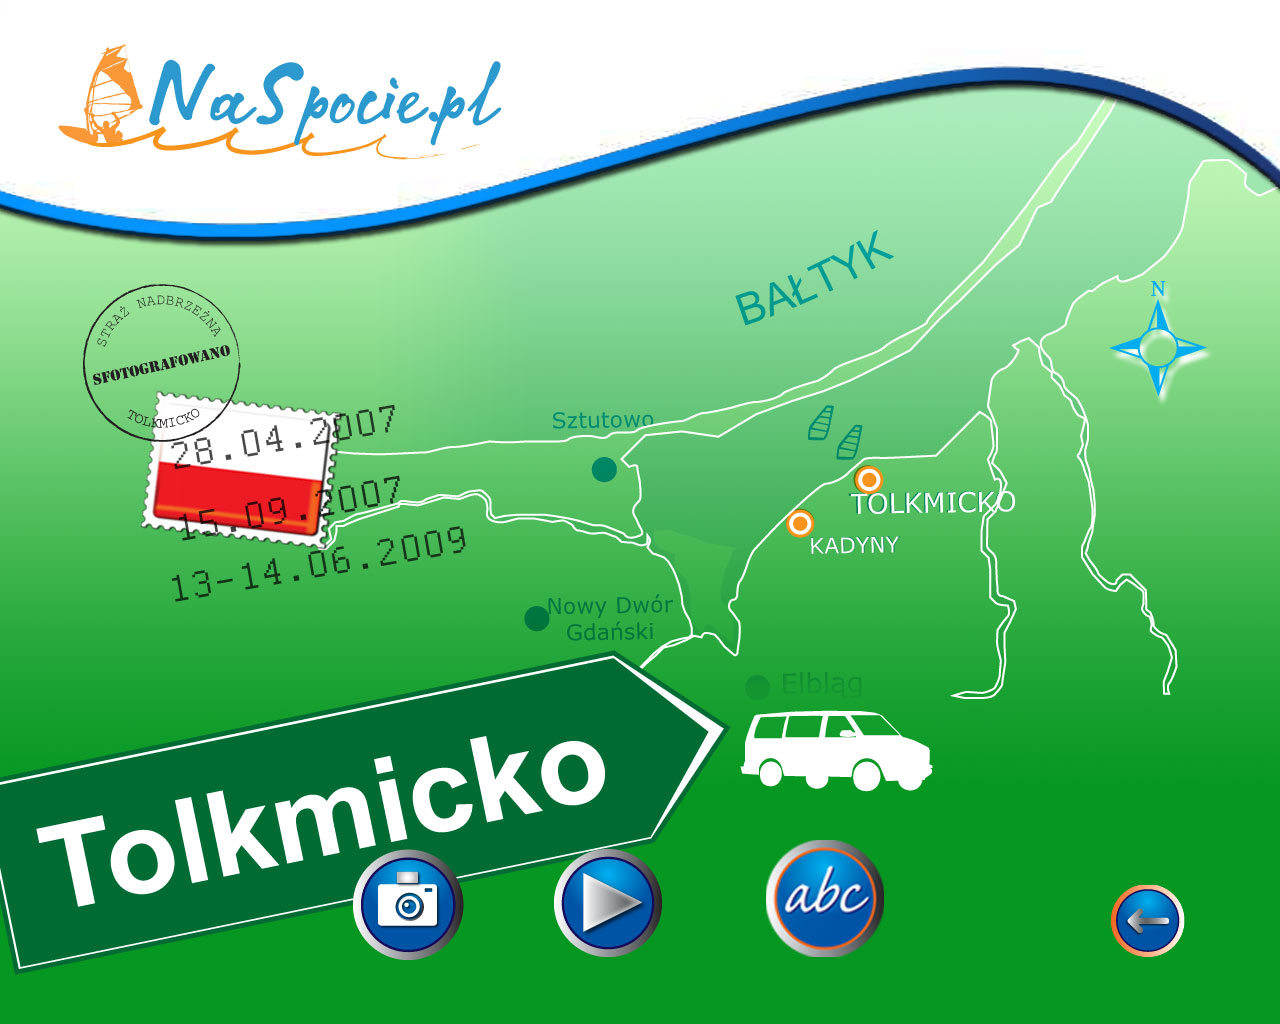 NaSpocie.pl
BAŁTYK
N
STRAŻ NADBRZEŻNA
SFOTOGRAFOWANO
TOLKMICKO
28.04.2007
15.09.2007
13-14.06.2009
Sztutowo
TOLKMICKO
KADYNY
Nowy Dwór
Gdański
Elbląg
Tolkmicko
abc